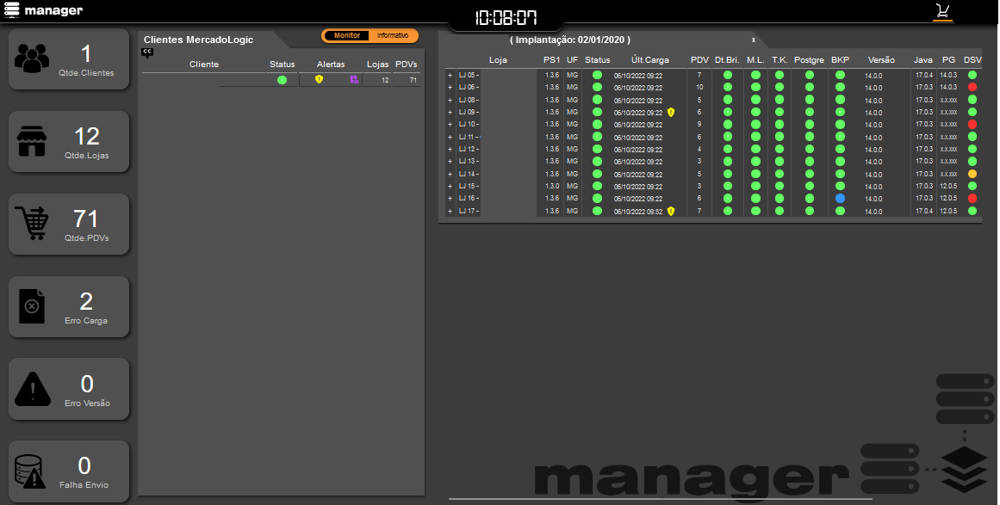 manager
10:08:07
1
Qtde.Clientes
12
Qtde.Lojas
71
Qtde.PDVs
2
Erro Carga
0
Erro Versão
0
Falha Envio
Clientes MercadoLogic
Monitor Informativo
CC
Cliente Status Alertas Lojas PDVs
12 71
( Implantação: 02/01/2020 ) x
Loja PS1 UF Status Últ.Carga PDV Dt.Bri. M.L. T.K. Postgre BKP Versão Java PG DSV
+ LJ 05 - 1.3.6 MG 06/10/2022 09:22 7 14.0.0 17.0.4 14.0.3
+ LJ 06 - 1.3.6 MG 06/10/2022 09:22 10 14.0.0 17.0.3 14.0.3
+ LJ 08 - 1.3.6 MG 06/10/2022 09:22 5 14.0.0 17.0.3 x.x.xxx
+ LJ 09 - 1.3.6 MG 06/10/2022 09:22 6 14.0.0 17.0.3 x.x.xxx
+ LJ 10 - 1.3.6 MG 06/10/2022 09:22 9 14.0.0 17.0.3 x.x.xxx
+ LJ 11 - 1.3.6 MG 06/10/2022 09:22 6 14.0.0 17.0.3 x.x.xxx
+ LJ 12 - 1.3.6 MG 06/10/2022 09:22 4 14.0.0 17.0.3 x.x.xxx
+ LJ 13 - 1.3.6 MG 06/10/2022 09:22 3 14.0.0 17.0.3 x.x.xxx
+ LJ 14 - 1.3.6 MG 06/10/2022 09:22 5 14.0.0 17.0.3 x.x.xxx
+ LJ 15 - 1.3.0 MG 06/10/2022 09:22 3 14.0.0 17.0.3 12.0.5
+ LJ 16 - 1.3.6 MG 06/10/2022 09:22 6 14.0.0 17.0.3 12.0.5
+ LJ 17 - 1.3.6 MG 06/10/2022 09:52 7 14.0.0 17.0.4 12.0.5
manager